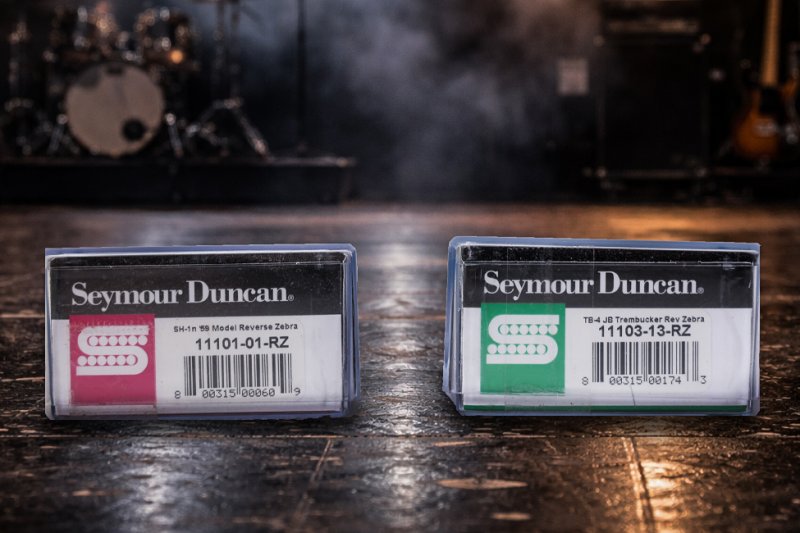 Seymour Duncan®
SH-1n '59 Model Reverse Zebra
11101-01-RZ
8 00315 00060 9
Seymour Duncan®
TB-4 JB Trembucker Rev Zebra
11103-13-RZ
8 00315 00174 3